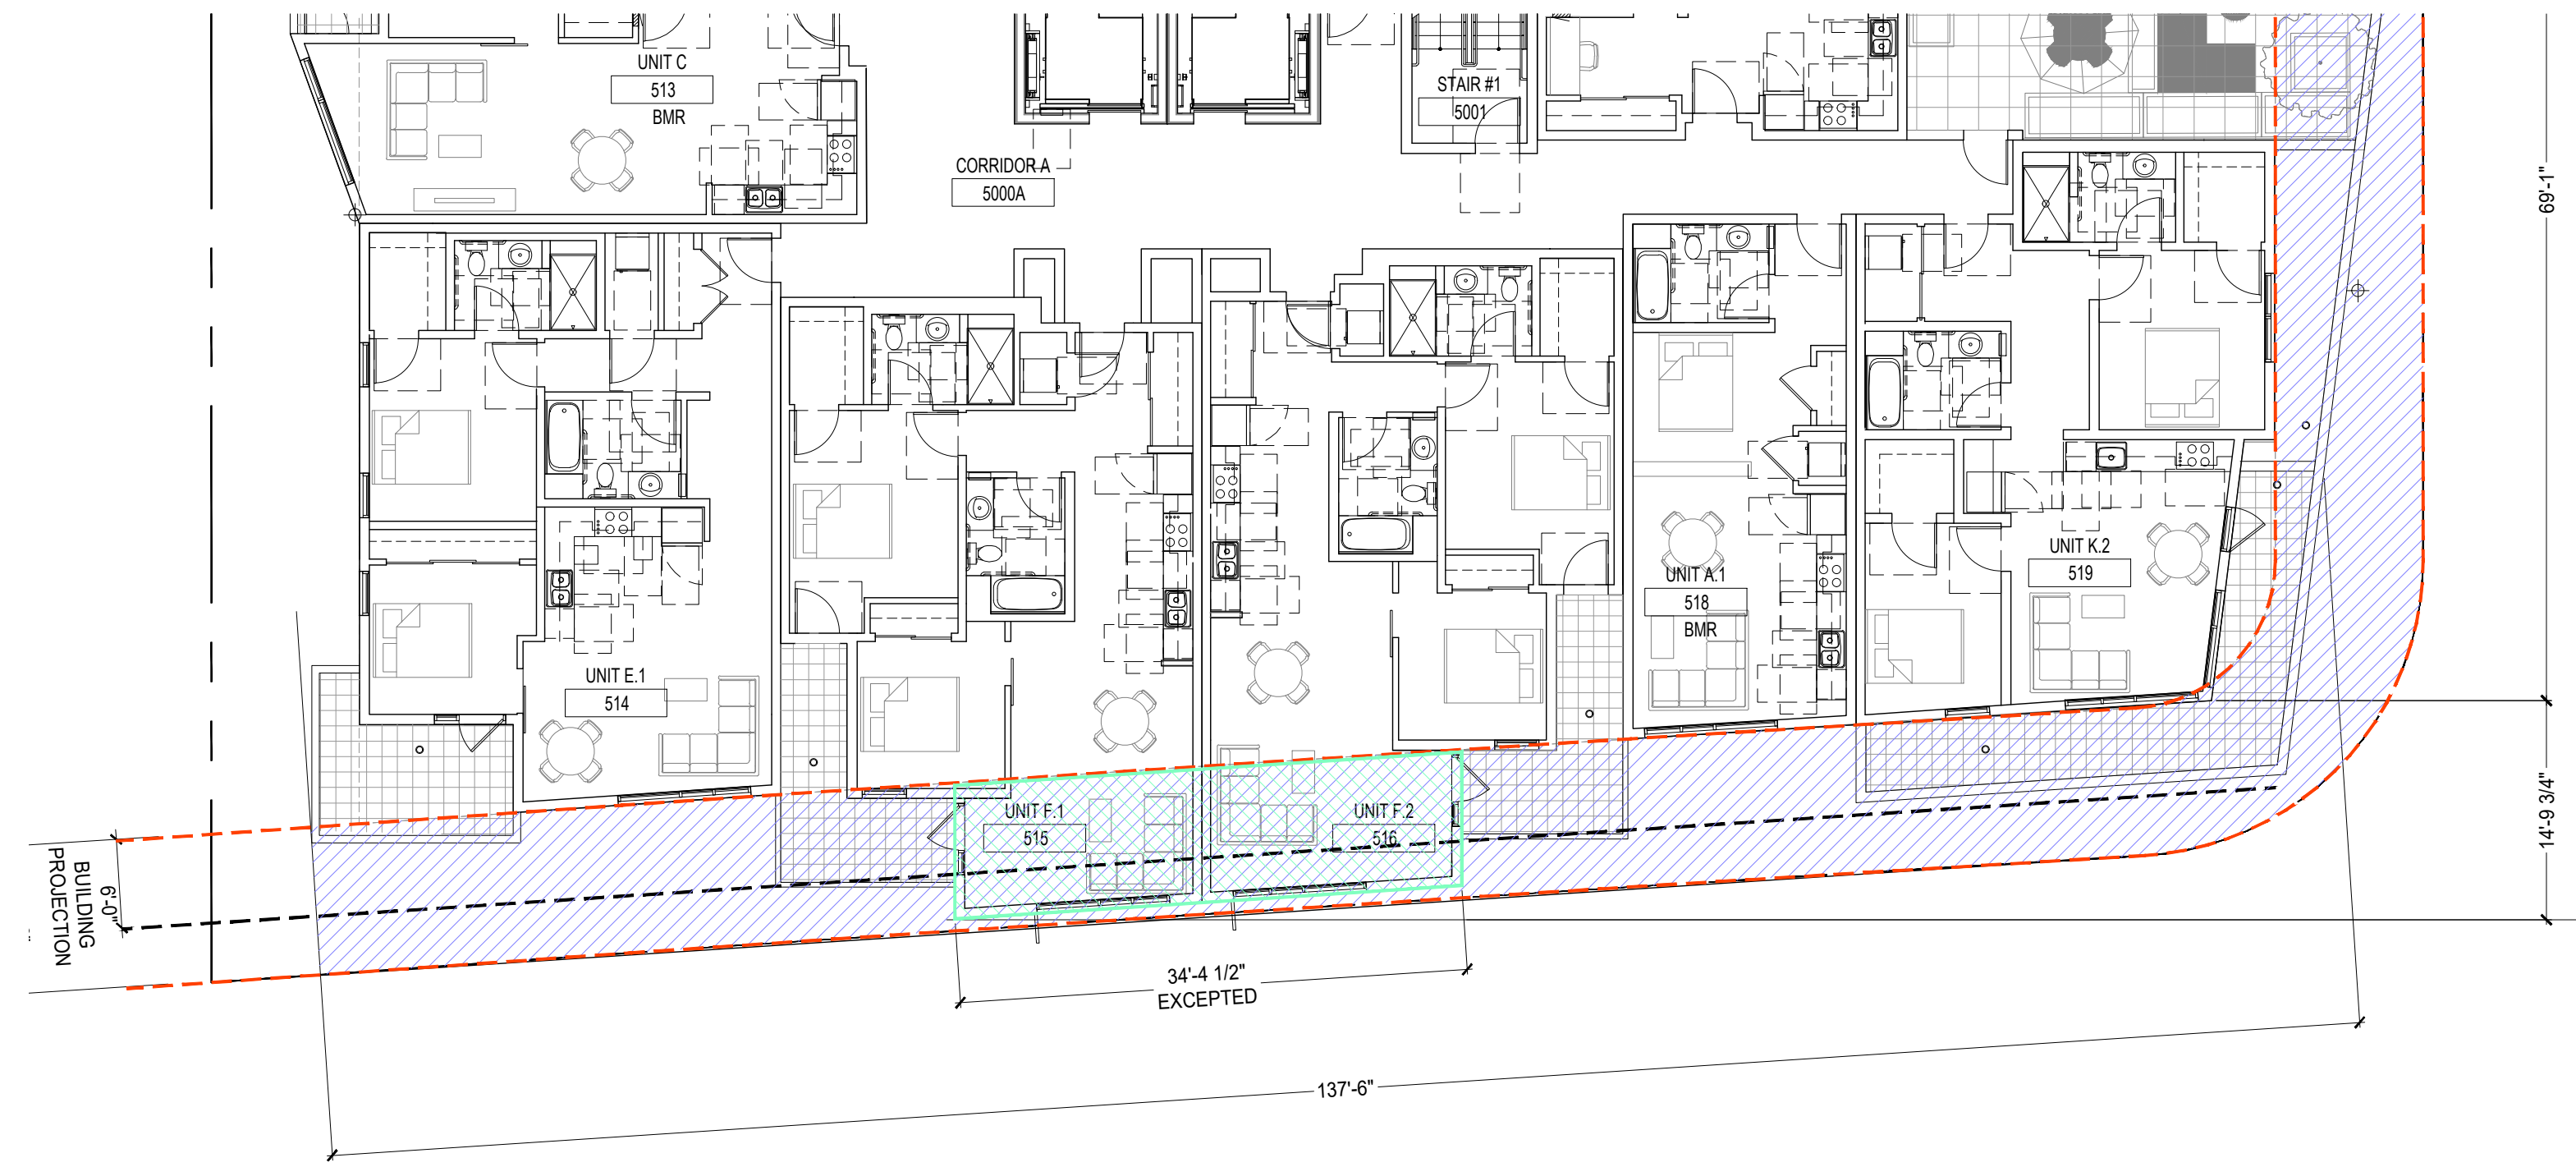 UNIT C
513
BMR
STAIR #1
5001
CORRIDOR A
5000A
69'-1"
UNIT K.2
519
UNIT A.1
518
BMR
UNIT E.1
514
UNIT F.1
515
UNIT F.2
516
14'-9 3/4"
6'-0"
BUILDING
PROJECTION
34'-4 1/2"
EXCEPTED
137'-6"